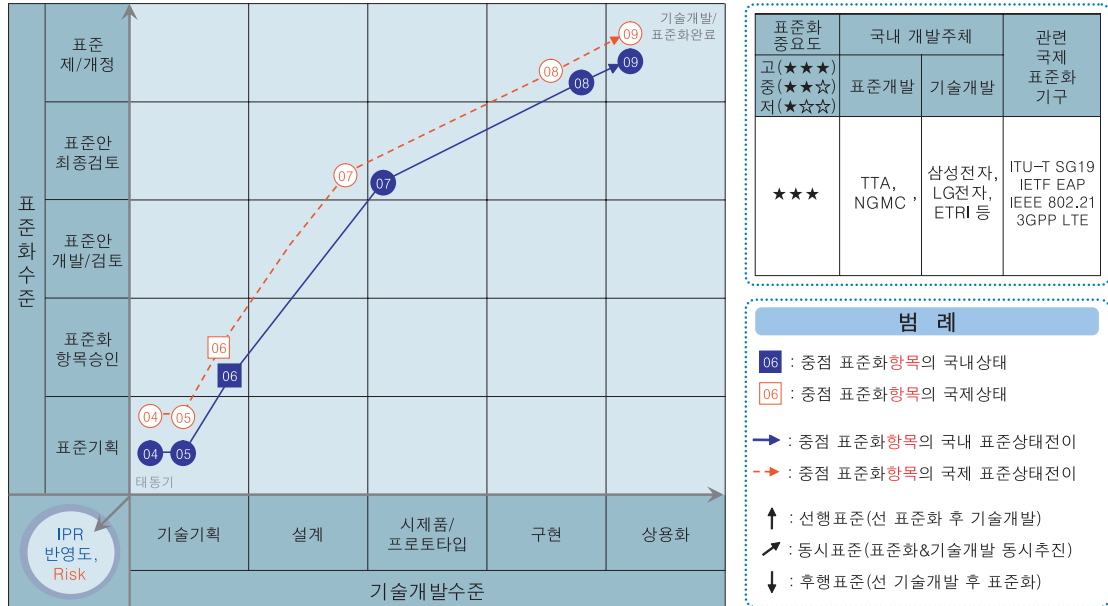 표준화수준
표준
제/개정
표준안
최종검토
표준안
개발/검토
표준화
항목승인
표준기획
기술개발/
표준화완료
09
09
08
08
07
07
06
06
04
05
04
05
태동기
IPR
반영도,
Risk
기술기획
설계
시제품/
프로토타입
구현
상용화
기술개발수준
표준화
중요도
고(★★★)
중(★★☆)
저(★☆☆)
국내 개발주체
표준개발
기술개발
관련
국제
표준화
기구
★★★
TTA,
NGMC ,
삼성전자,
LG전자,
ETRI 등
ITU-T SG19
IETF EAP
IEEE 802.21
3GPP LTE
범 례
06 : 중점 표준화항목의 국내상태
06 : 중점 표준화항목의 국제상태
: 중점 표준화항목의 국내 표준상태전이
: 중점 표준화항목의 국제 표준상태전이
: 선행표준(선 표준화 후 기술개발)
: 동시표준(표준화&기술개발 동시추진)
: 후행표준(선 기술개발 후 표준화)